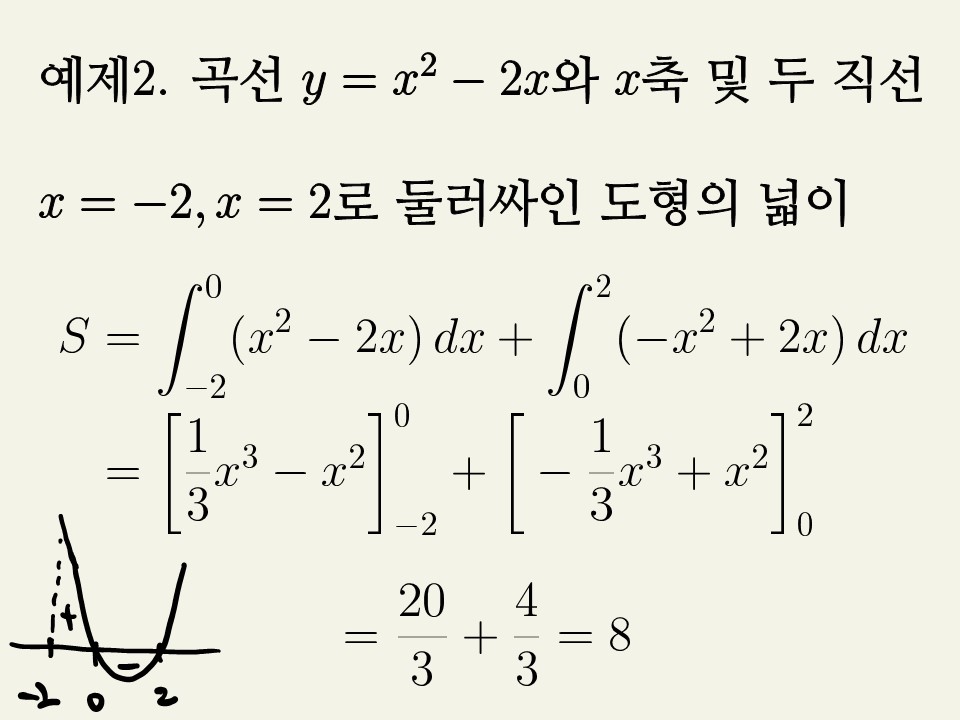 예제2. 곡선 y = x² − 2x와 x축 및 두 직선
x = −2, x = 2로 둘러싸인 도형의 넓이
S = ∫_{−2}^{0} (x² − 2x) dx + ∫_{0}^{2} (−x² + 2x) dx
= [1/3 x³ − x²]_{−2}^{0} + [− 1/3 x³ + x²]_{0}^{2}
= 20/3 + 4/3 = 8
+ −
-2 0 2